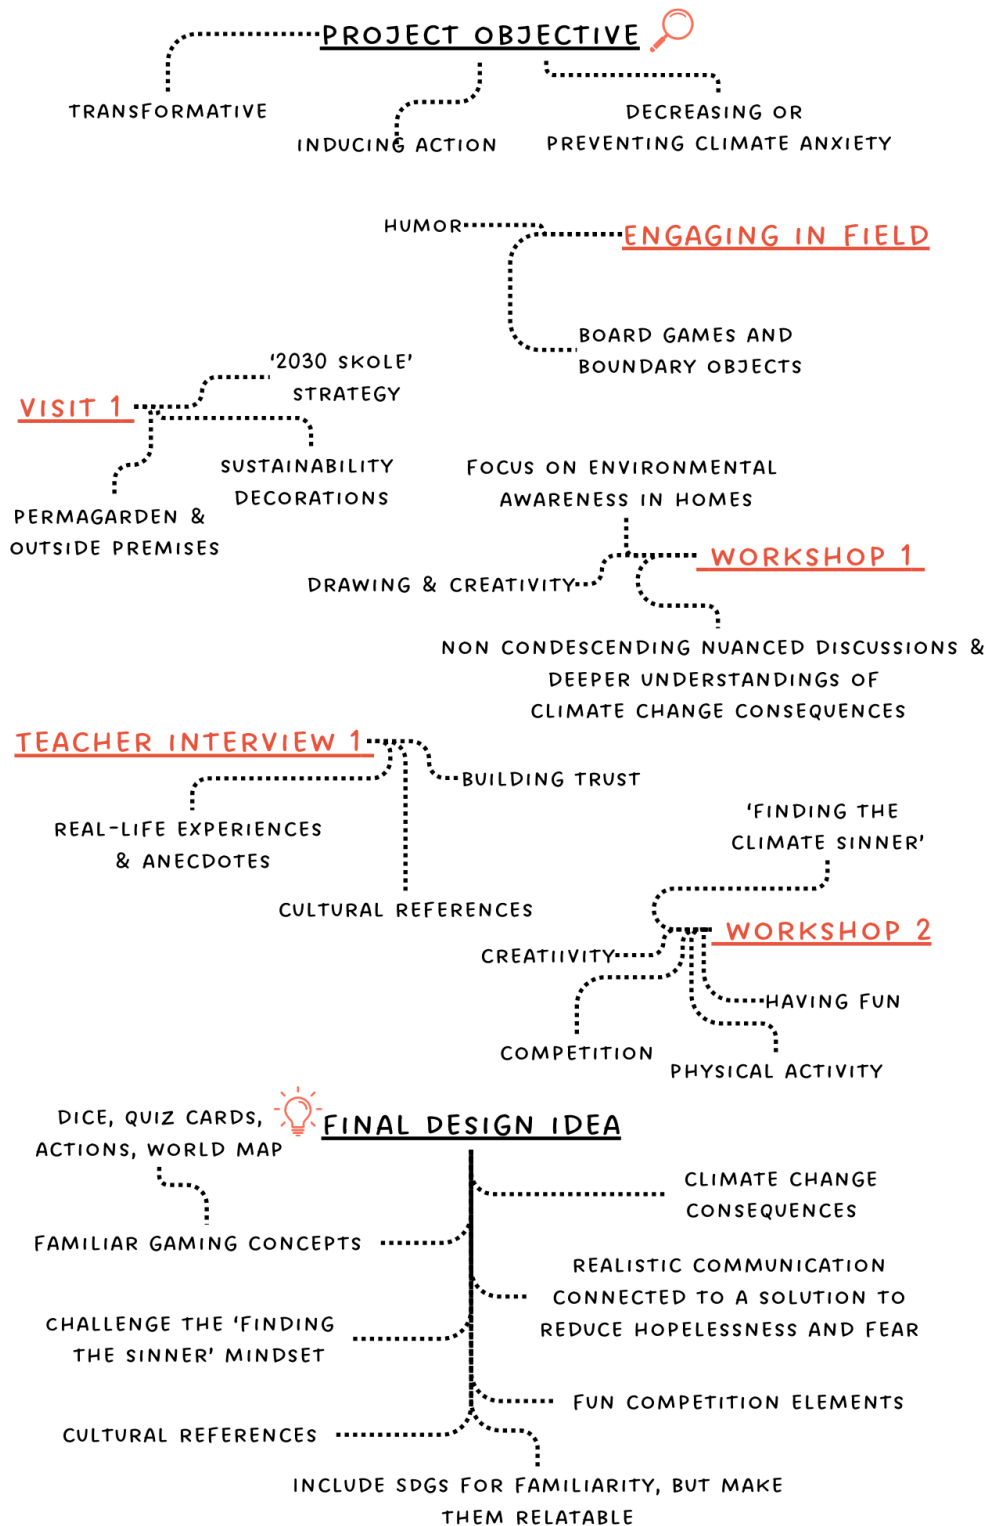 PROJECT OBJECTIVE
TRANSFORMATIVE
INDUCING ACTION
DECREASING OR
PREVENTING CLIMATE ANXIETY
HUMOR
ENGAGING IN FIELD
BOARD GAMES AND
BOUNDARY OBJECTS
VISIT 1
'2030 SKOLE'
STRATEGY
SUSTAINABILITY
DECORATIONS
PERMAGARDEN &
OUTSIDE PREMISES
FOCUS ON ENVIRONMENTAL
AWARENESS IN HOMES
WORKSHOP 1
DRAWING & CREATIVITY
NON CONDESCENDING NUANCED DISCUSSIONS &
DEEPER UNDERSTANDINGS OF
CLIMATE CHANGE CONSEQUENCES
TEACHER INTERVIEW 1
BUILDING TRUST
REAL-LIFE EXPERIENCES
& ANECDOTES
CULTURAL REFERENCES
'FINDING THE
CLIMATE SINNER'
WORKSHOP 2
CREATIIVITY
HAVING FUN
COMPETITION
PHYSICAL ACTIVITY
FINAL DESIGN IDEA
DICE, QUIZ CARDS,
ACTIONS, WORLD MAP
FAMILIAR GAMING CONCEPTS
CLIMATE CHANGE
CONSEQUENCES
REALISTIC COMMUNICATION
CONNECTED TO A SOLUTION TO
REDUCE HOPELESSNESS AND FEAR
CHALLENGE THE 'FINDING
THE SINNER' MINDSET
FUN COMPETITION ELEMENTS
CULTURAL REFERENCES
INCLUDE SDGS FOR FAMILIARITY, BUT MAKE
THEM RELATABLE